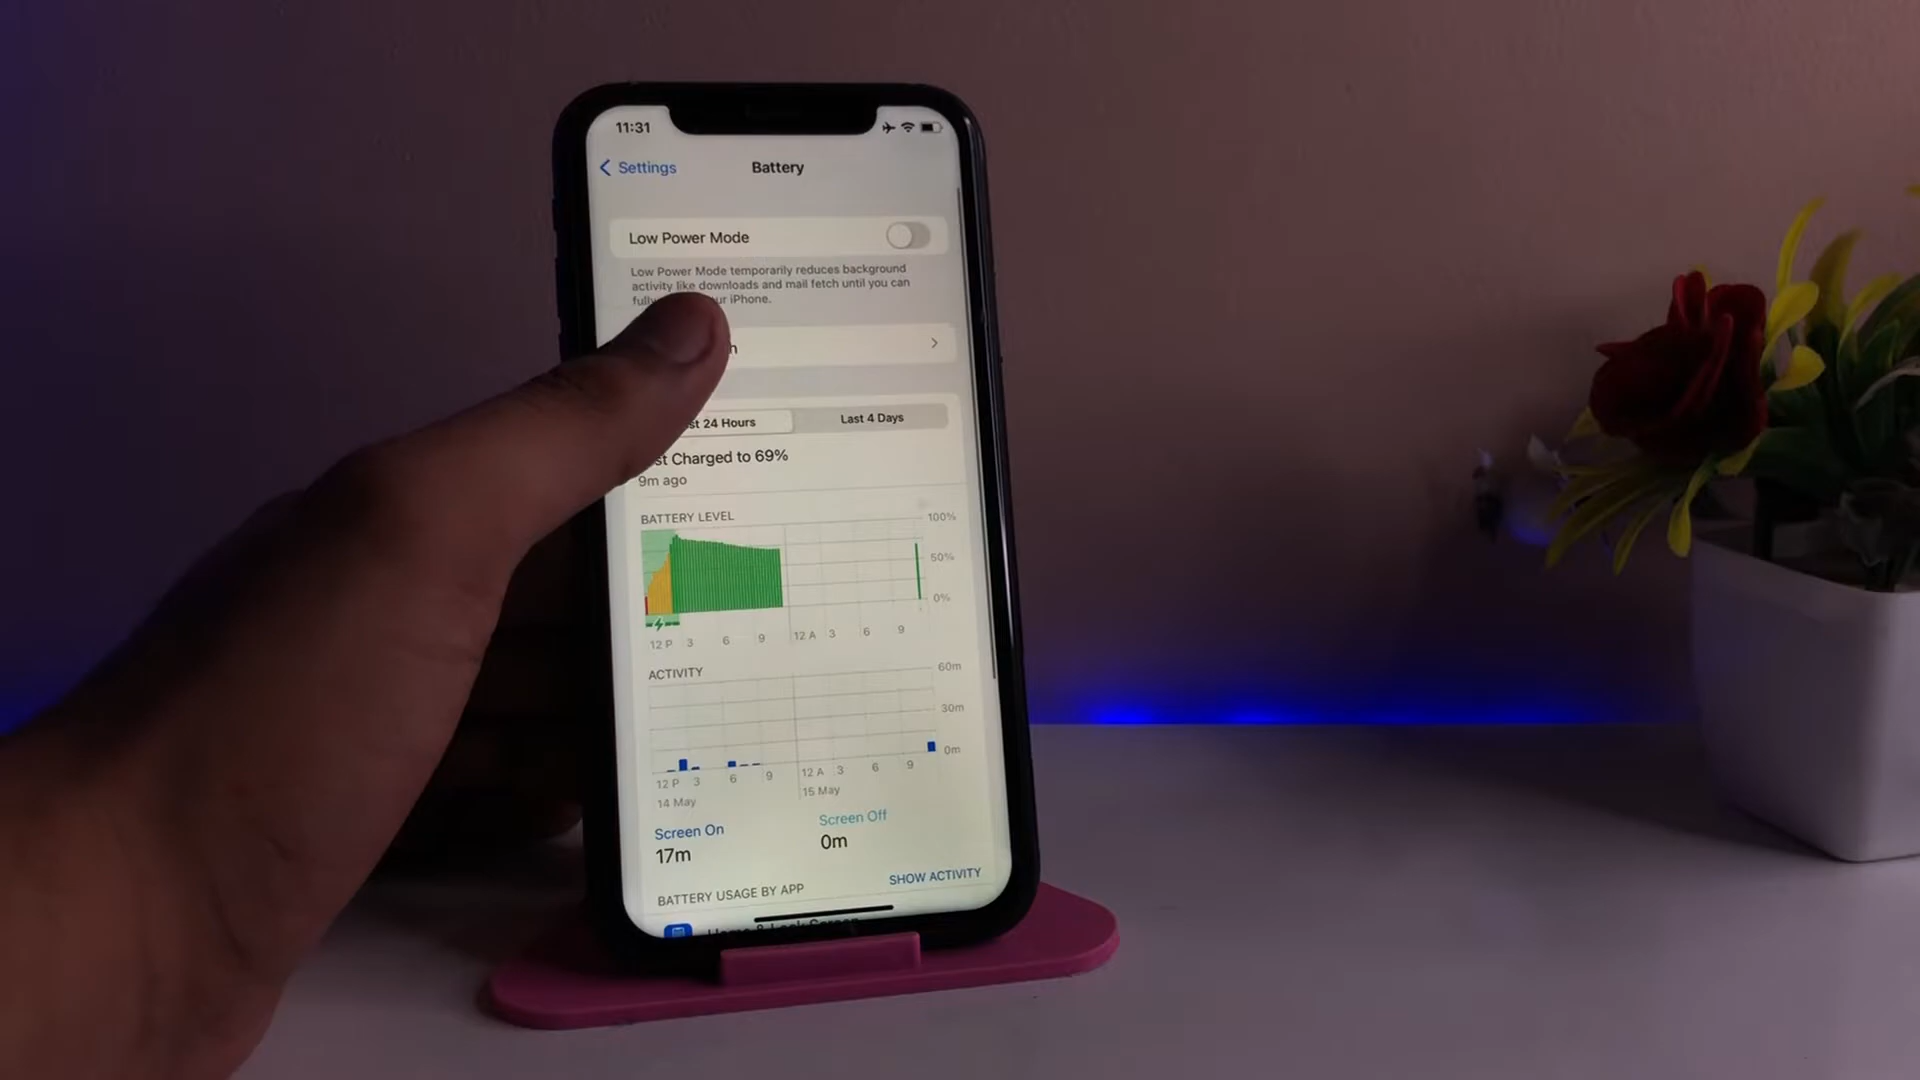 11:31
Settings
Battery
Low Power Mode
Low Power Mode temporarily reduces background
activity like downloads and mail fetch until you can
iPhone.
24 Hours
Last 4 Days
Charged to 69%
9m ago
BATTERY LEVEL
100%
50%
0%
12 P 3 6 9 12 A 3 6 9
ACTIVITY
60m
30m
0m
12 P 3 6 9 12 A 3 6 9
14 May 15 May
Screen On
17m
Screen Off
0m
BATTERY USAGE BY APP
SHOW ACTIVITY
Home & Lock Screen